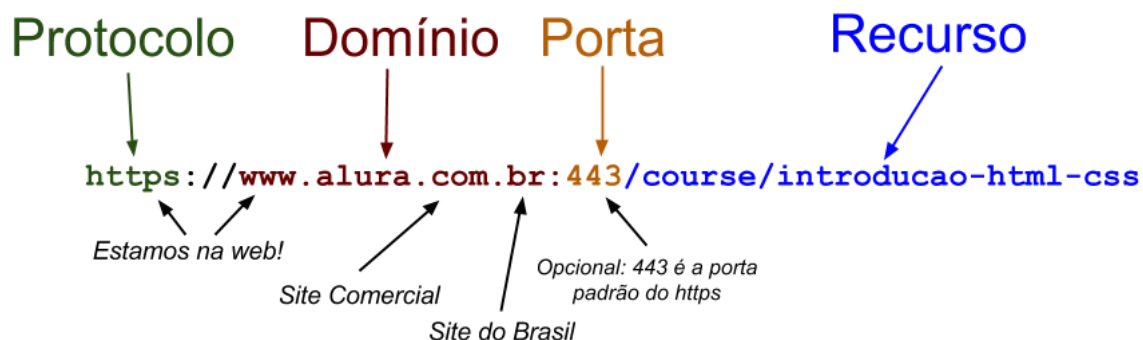 Protocolo Domínio Porta Recurso
https://www.alura.com.br:443/course/introducao-html-css
Estamos na web!
Site Comercial
Site do Brasil
Opcional: 443 é a porta
padrão do https